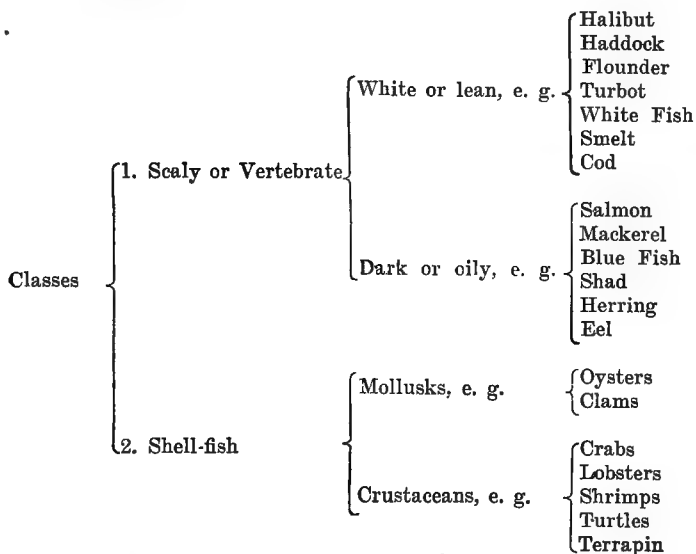 Classes
1. Scaly or Vertebrate
White or lean, e. g.
Halibut
Haddock
Flounder
Turbot
White Fish
Smelt
Cod
Dark or oily, e. g.
Salmon
Mackerel
Blue Fish
Shad
Herring
Eel
2. Shell-fish
Mollusks, e. g.
Oysters
Clams
Crustaceans, e. g.
Crabs
Lobsters
Shrimps
Turtles
Terrapin